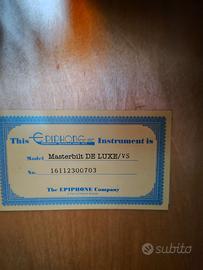 This EPIPHONE Instrument is
Model Masterbilt DE LUXE/VS
No. 16112300703
The EPIPHONE Company
subito